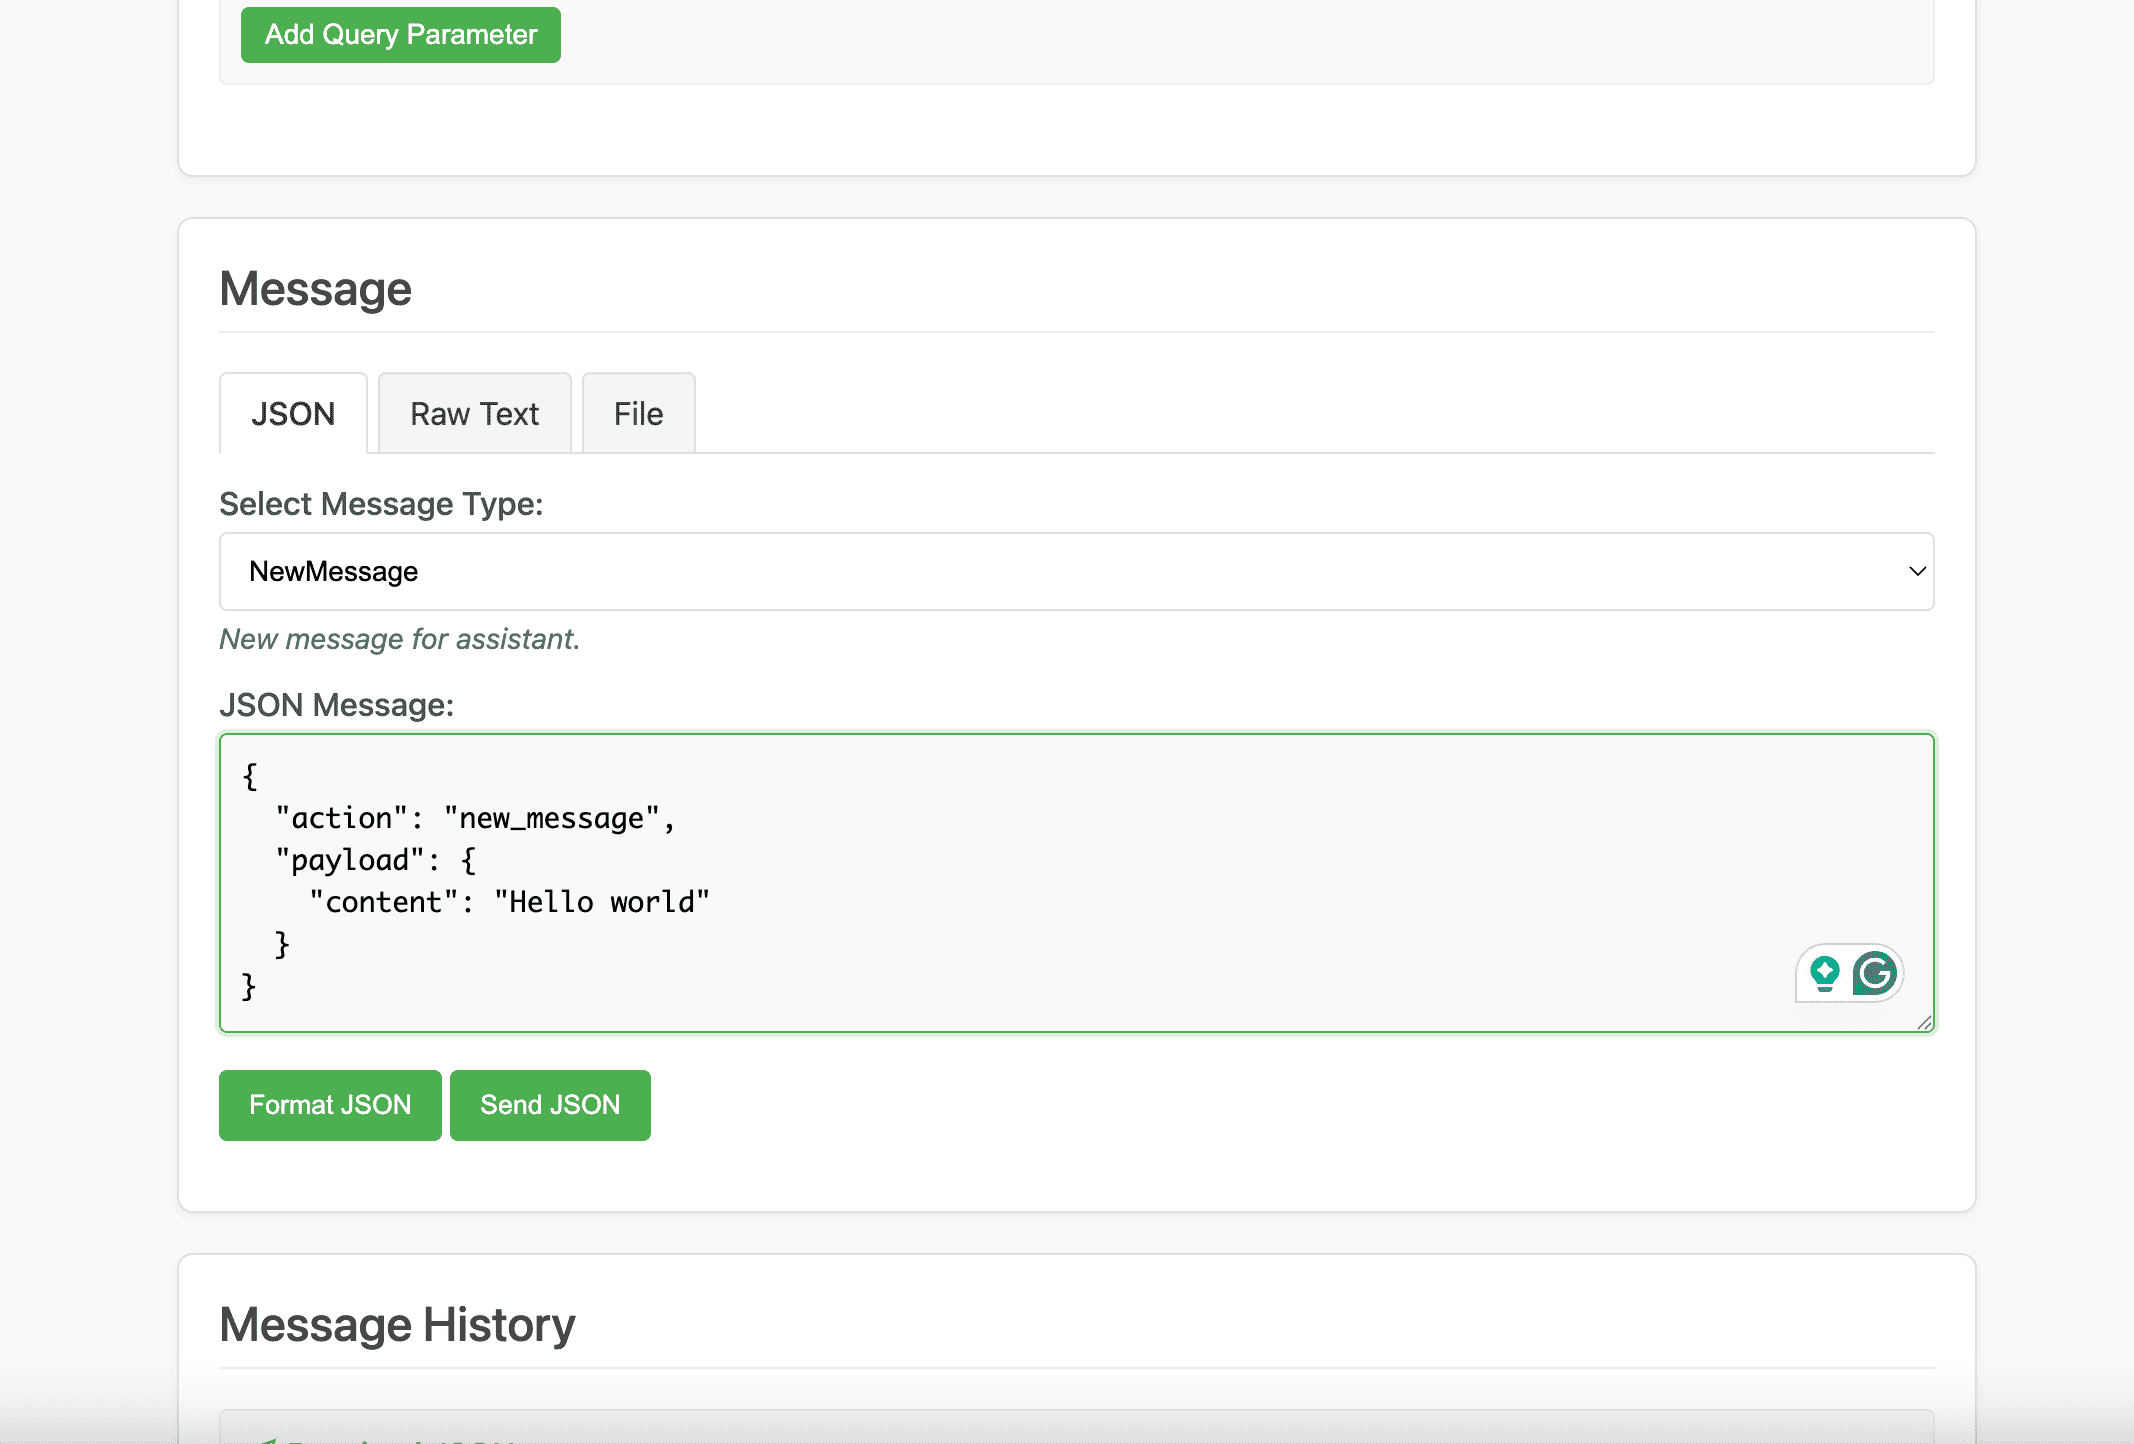 Add Query Parameter
Message
JSON
Raw Text
File
Select Message Type:
NewMessage
New message for assistant.
JSON Message:
{
  "action": "new_message",
  "payload": {
    "content": "Hello world"
  }
}
Format JSON
Send JSON
Message History